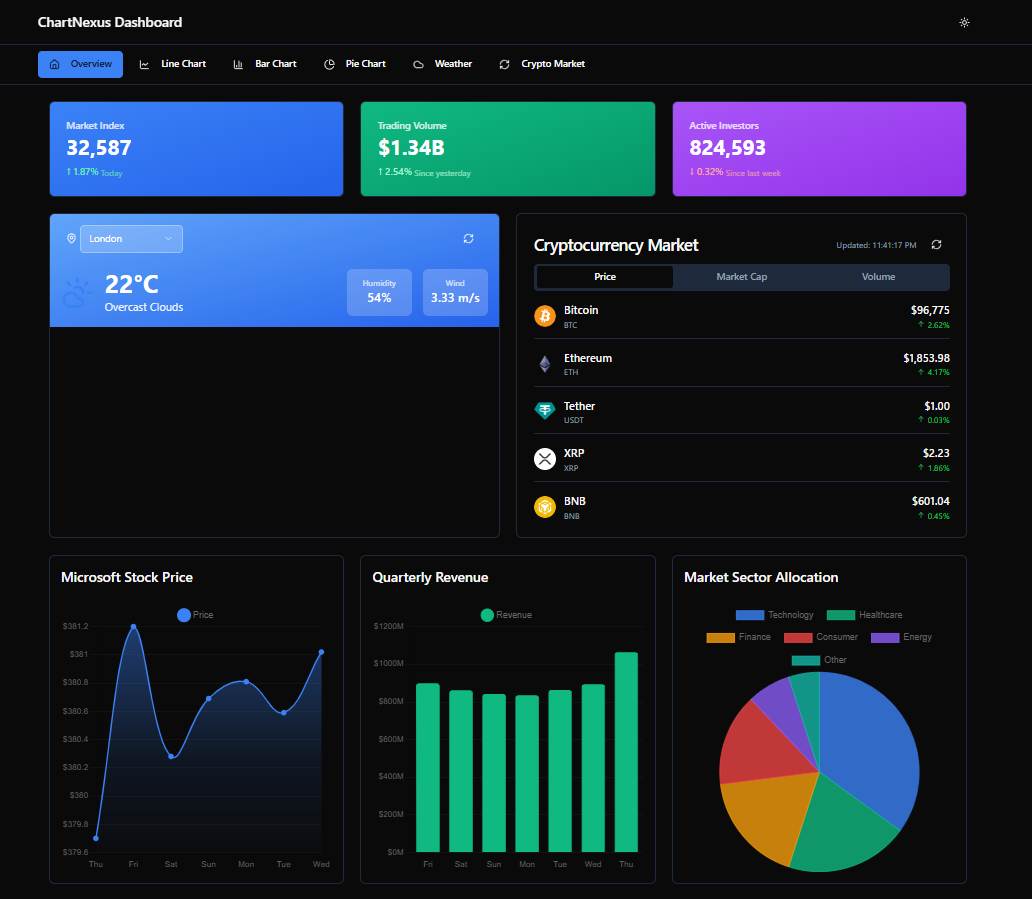 ChartNexus Dashboard
Overview Line Chart Bar Chart Pie Chart Weather Crypto Market
Market Index
32,587
↑ 1.87% Today
Trading Volume
$1.34B
↑ 2.54% Since yesterday
Active Investors
824,593
↓ 0.32% Since last week
London
22°C
Overcast Clouds
Humidity
54%
Wind
3.33 m/s
Cryptocurrency Market
Updated: 11:41:17 PM
Price Market Cap Volume
Bitcoin $96,775
BTC ↑ 2.62%
Ethereum $1,853.98
ETH ↑ 4.17%
Tether $1.00
USDT ↑ 0.03%
XRP $2.23
XRP ↑ 1.86%
BNB $601.04
BNB ↑ 0.45%
Microsoft Stock Price
Price
$381.2
$381
$380.8
$380.6
$380.4
$380.2
$380
$379.8
$379.6
Thu Fri Sat Sun Mon Tue Wed
Quarterly Revenue
Revenue
$1200M
$1000M
$800M
$600M
$400M
$200M
$0M
Fri Sat Sun Mon Tue Wed Thu
Market Sector Allocation
Technology Healthcare
Finance Consumer Energy
Other